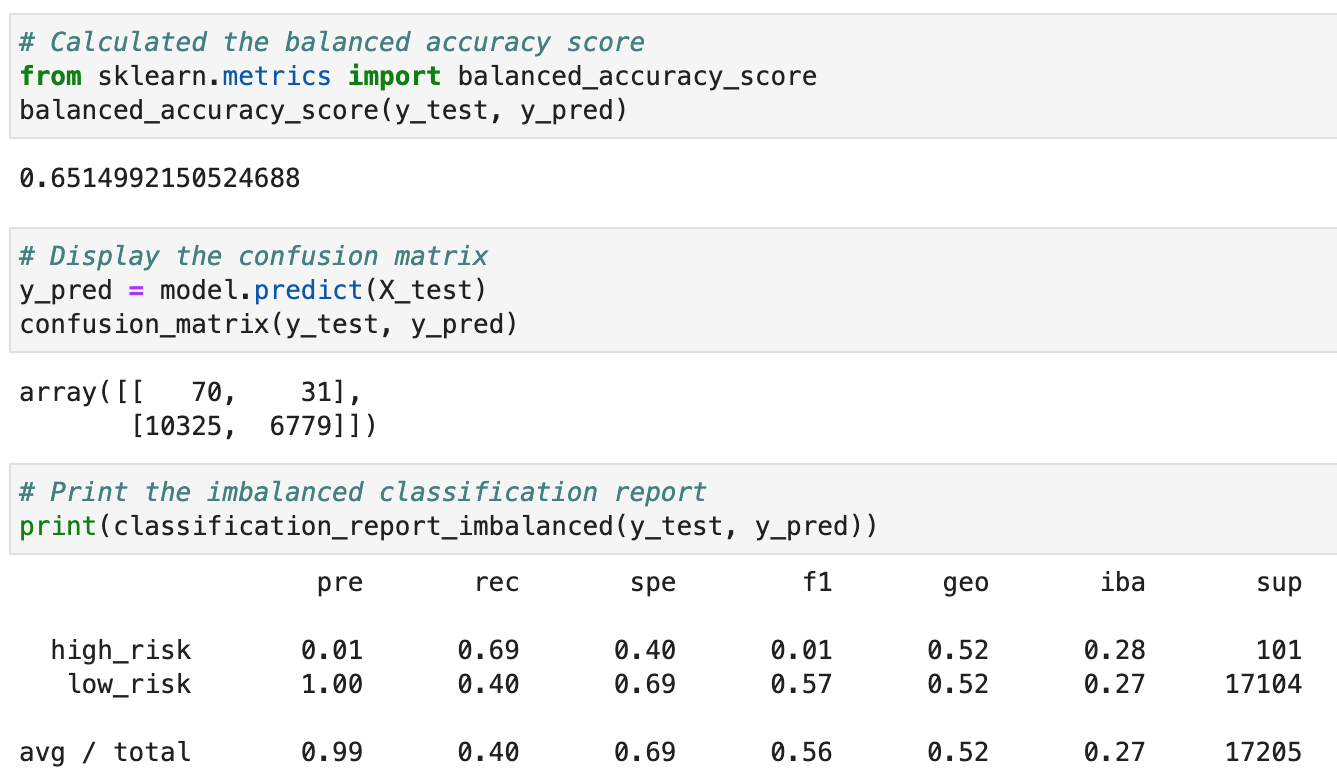 # Calculated the balanced accuracy score
from sklearn.metrics import balanced_accuracy_score
balanced_accuracy_score(y_test, y_pred)
0.6514992150524688
# Display the confusion matrix
y_pred = model.predict(X_test)
confusion_matrix(y_test, y_pred)
array([[   70,    31],
       [10325,  6779]])
# Print the imbalanced classification report
print(classification_report_imbalanced(y_test, y_pred))
                   pre       rec       spe        f1       geo       iba       sup
  high_risk       0.01      0.69      0.40      0.01      0.52      0.28       101
   low_risk       1.00      0.40      0.69      0.57      0.52      0.27     17104
avg / total       0.99      0.40      0.69      0.56      0.52      0.27     17205